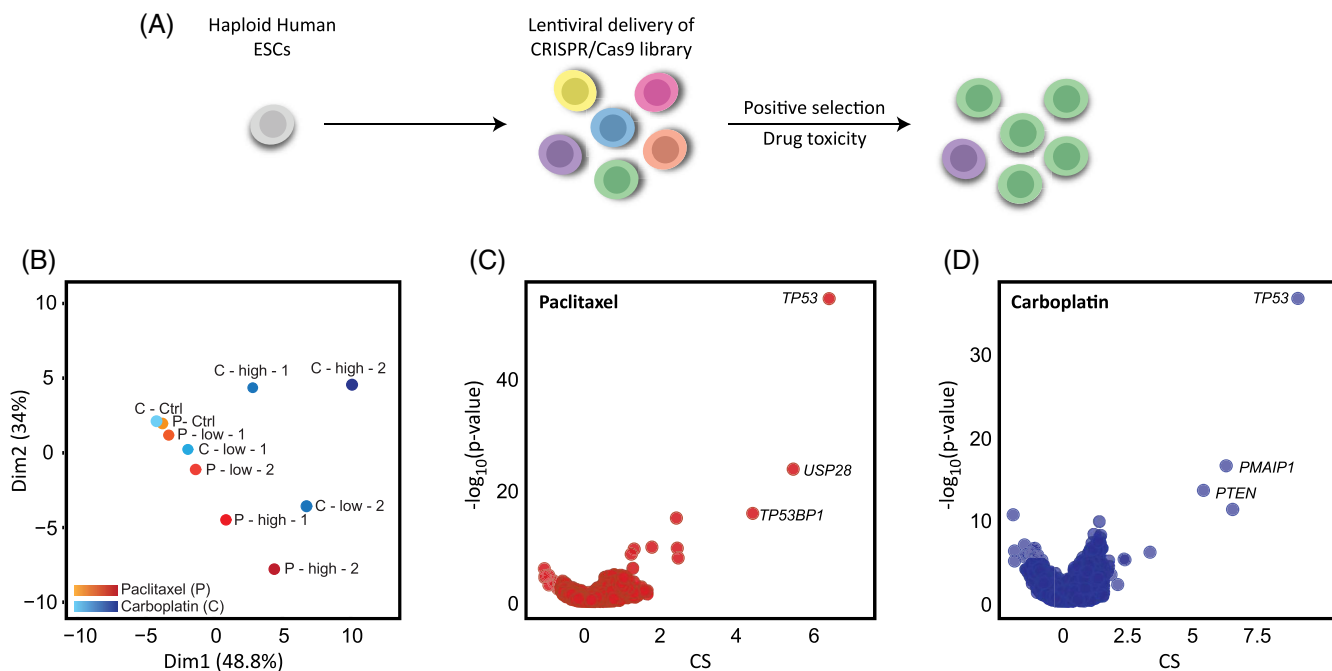 (A)
Haploid Human
ESCs
Lentiviral delivery of
CRISPR/Cas9 library
Positive selection
Drug toxicity
(B)
10
5
0
−5
−10
Dim2 (34%)
C - high - 1
C - high - 2
C - Ctrl
P- Ctrl
P - low - 1
C - low - 1
P - low - 2
C - low - 2
P - high - 1
P - high - 2
Paclitaxel (P)
Carboplatin (C)
−10
−5
0
5
10
Dim1 (48.8%)
(C)
Paclitaxel
TP53
USP28
TP53BP1
40
20
0
-log10(p-value)
0
2
4
6
CS
(D)
Carboplatin
TP53
PMAIP1
PTEN
30
20
10
0
-log10(p-value)
0
2.5
5
7.5
CS